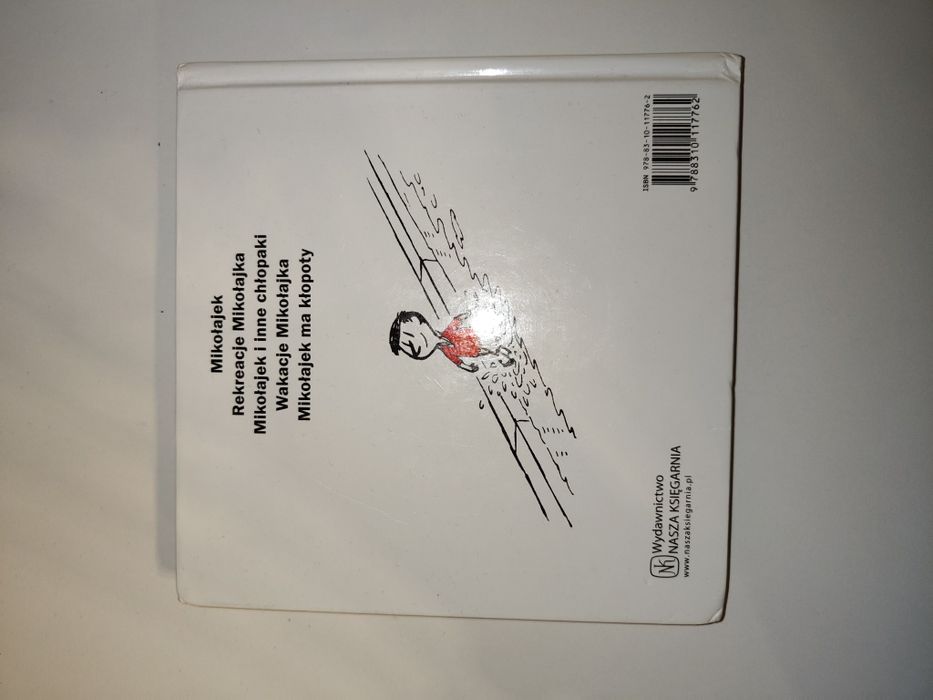 Mikołajek
Rekreacje Mikołajka
Mikołajek i inne chłopaki
Wakacje Mikołajka
Mikołajek ma kłopoty
Wydawnictwo
NASZA KSIĘGARNIA
www.naszaksiegarnia.pl
ISBN 978-83-10-11776-2
9 788310 117762